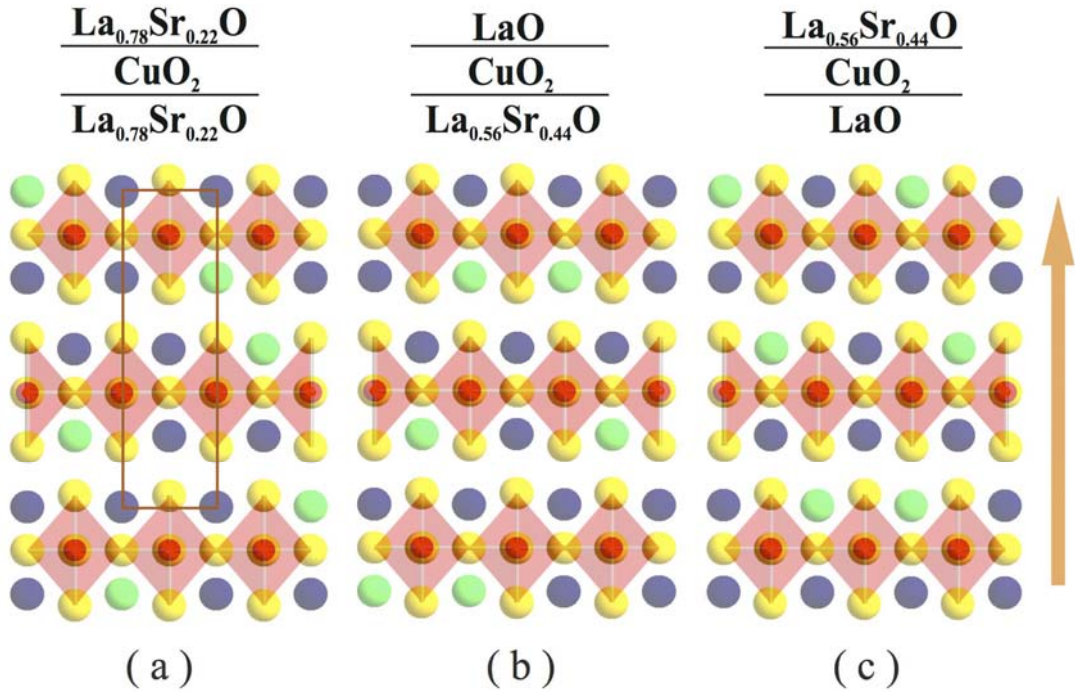 La₀.₇₈Sr₀.₂₂O
CuO₂
La₀.₇₈Sr₀.₂₂O
LaO
CuO₂
La₀.₅₆Sr₀.₄₄O
La₀.₅₆Sr₀.₄₄O
CuO₂
LaO
( a )
( b )
( c )